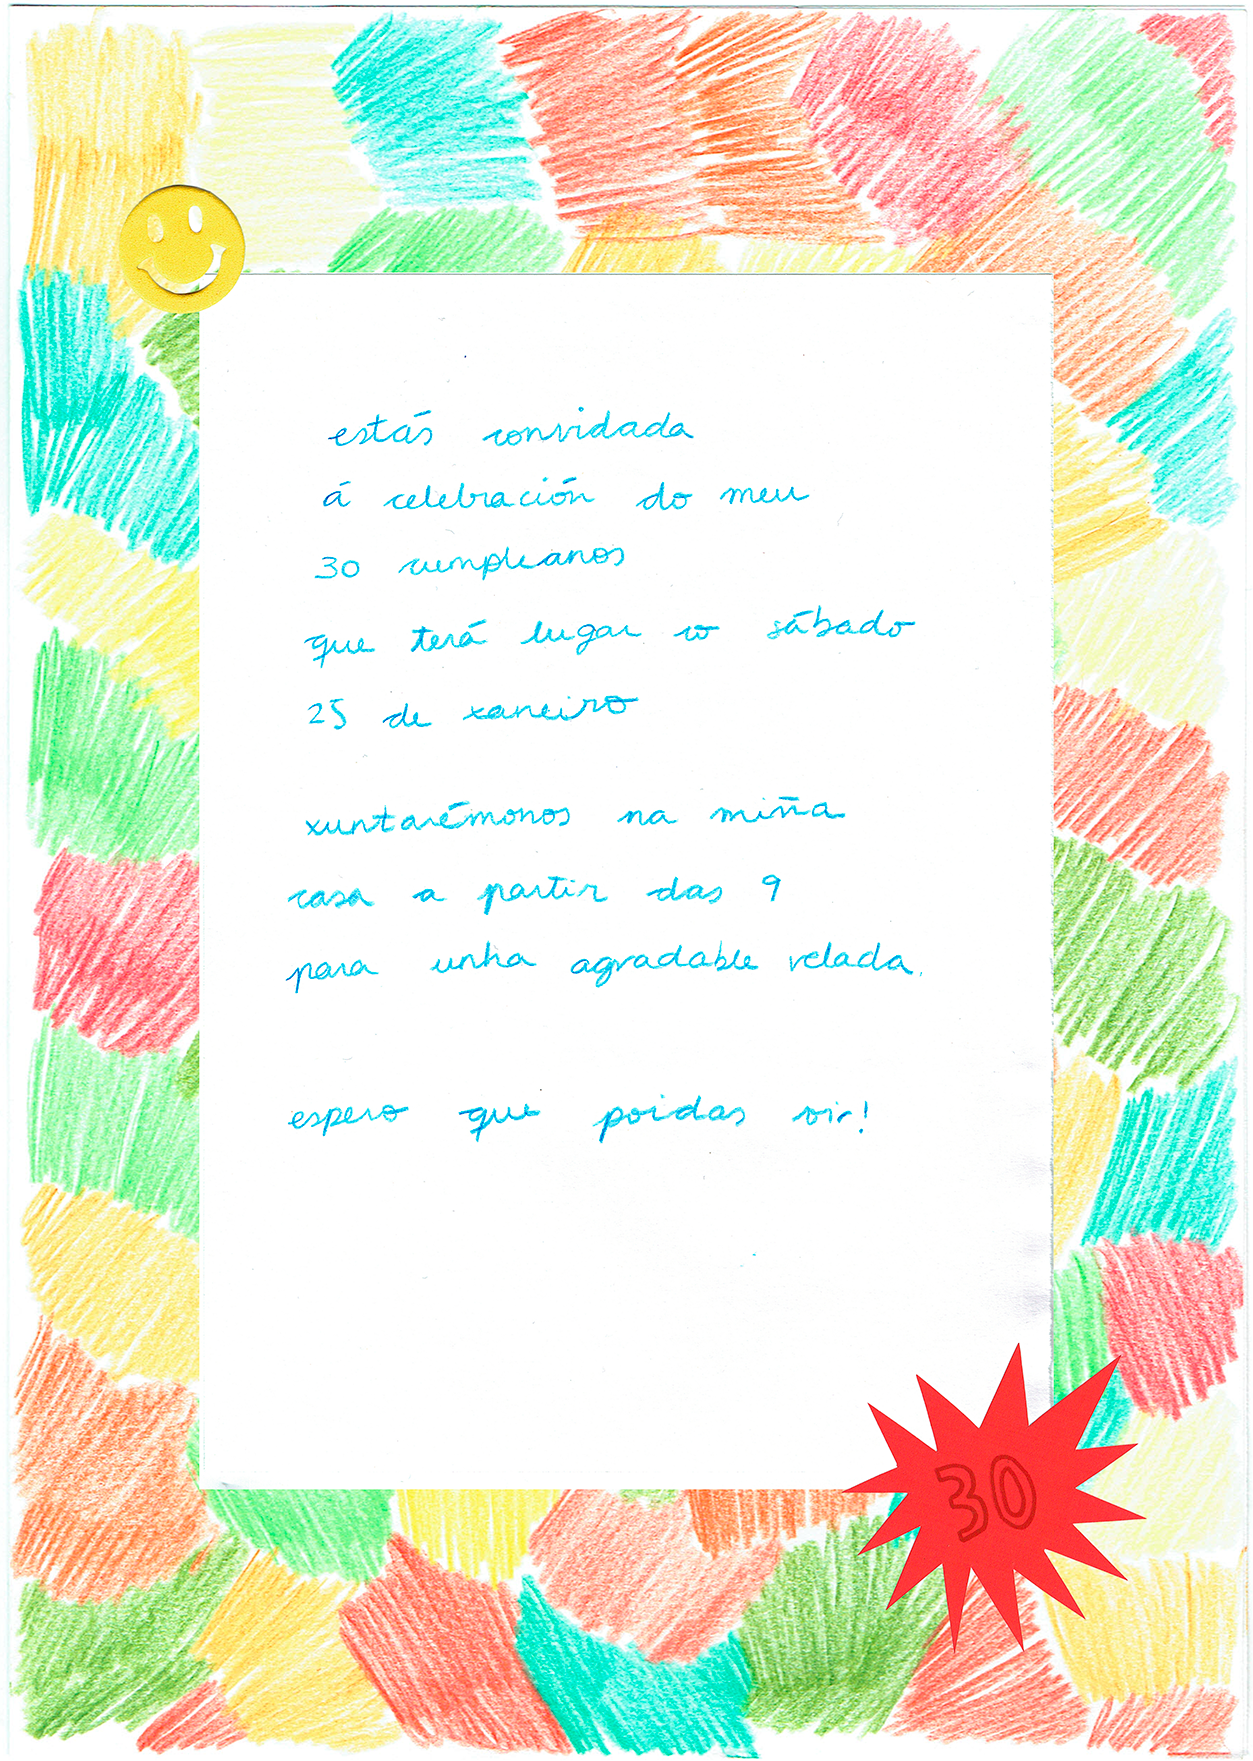 estás convidada
á celebración do meu
30 cumpleanos
que terá lugar o sábado
25 de xaneiro
xuntarémonos na miña
casa a partir das 9
para unha agradable velada.
espero que poidas vir!
30